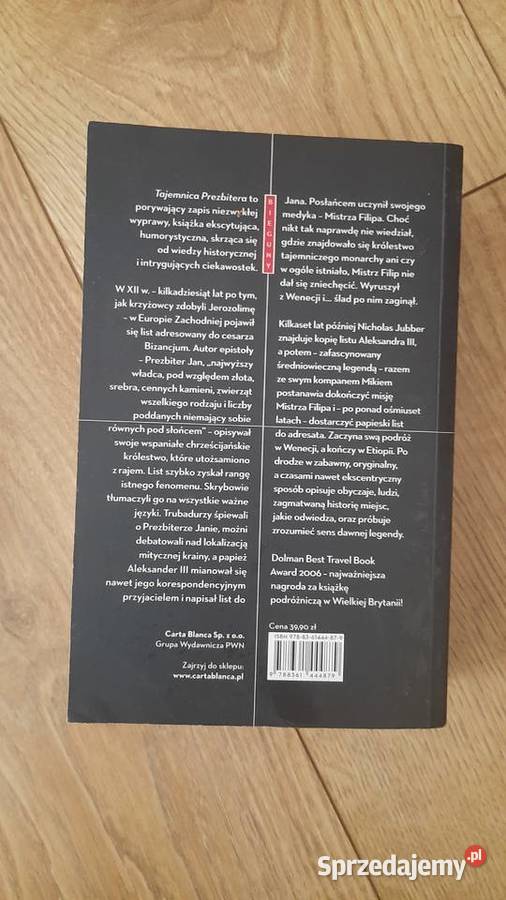 Tajemnica Prezbitera to
porywający zapis niezwykłej
wyprawy, książka ekscytująca,
humorystyczna, skrząca się
od wiedzy historycznej
i intrygujących ciekawostek.
W XII w. – kilkadziesiąt lat po tym,
jak krzyżowcy zdobyli Jerozolimę
– w Europie Zachodniej pojawił
się list adresowany do cesarza
Bizancjum. Autor epistoły
– Prezbiter Jan, „najwyższy
władca, pod względem złota,
srebra, cennych kamieni, zwierząt
wszelkiego rodzaju i liczby
poddanych niemający sobie
równych pod słońcem” – opisywał
swoje wspaniałe chrześcijańskie
królestwo, które utożsamiono
z rajem. List szybko zyskał rangę
istnego fenomenu. Skrybowie
tłumaczyli go na wszystkie ważne
języki. Trubadurzy śpiewali
o Prezbiterze Janie, możni
debatowali nad lokalizacją
mitycznej krainy, a papież
Aleksander III mianował się
nawet jego korespondencyjnym
przyjacielem i napisał list do
BIEGUNY
Jana. Posłańcem uczynił swojego
medyka – Mistrza Filipa. Choć
nikt tak naprawdę nie wiedział,
gdzie znajdowało się królestwo
tajemniczego monarchy ani czy
w ogóle istniało, Mistrz Filip nie
dał się zniechęcić. Wyruszył
z Wenecji i... ślad po nim zaginął.
Kilkaset lat później Nicholas Jubber
znajduje kopię listu Aleksandra III,
a potem – zafascynowany
średniowieczną legendą – razem
ze swym kompanem Mikiem
postanawia dokończyć misję
Mistrza Filipa i – po ponad ośmiuset
latach – dostarczyć papieski list
do adresata. Zaczyna swą podróż
w Wenecji, a kończy w Etiopii. Po
drodze w zabawny, oryginalny,
a czasami nawet ekscentryczny
sposób opisuje obyczaje, ludzi,
zagmatwaną historię miejsc,
jakie odwiedza, oraz próbuje
zrozumieć sens dawnej legendy.
Dolman Best Travel Book
Award 2006 – najważniejsza
nagroda za książkę
podróżniczą w Wielkiej Brytanii!
Carta Blanca Sp. z o.o.
Grupa Wydawnicza PWN
Zajrzyj do sklepu:
www.cartablanca.pl
Cena 39,90 zł
ISBN 978-83-61444-87-9
9 788361 444879
Sprzedajemy.pl